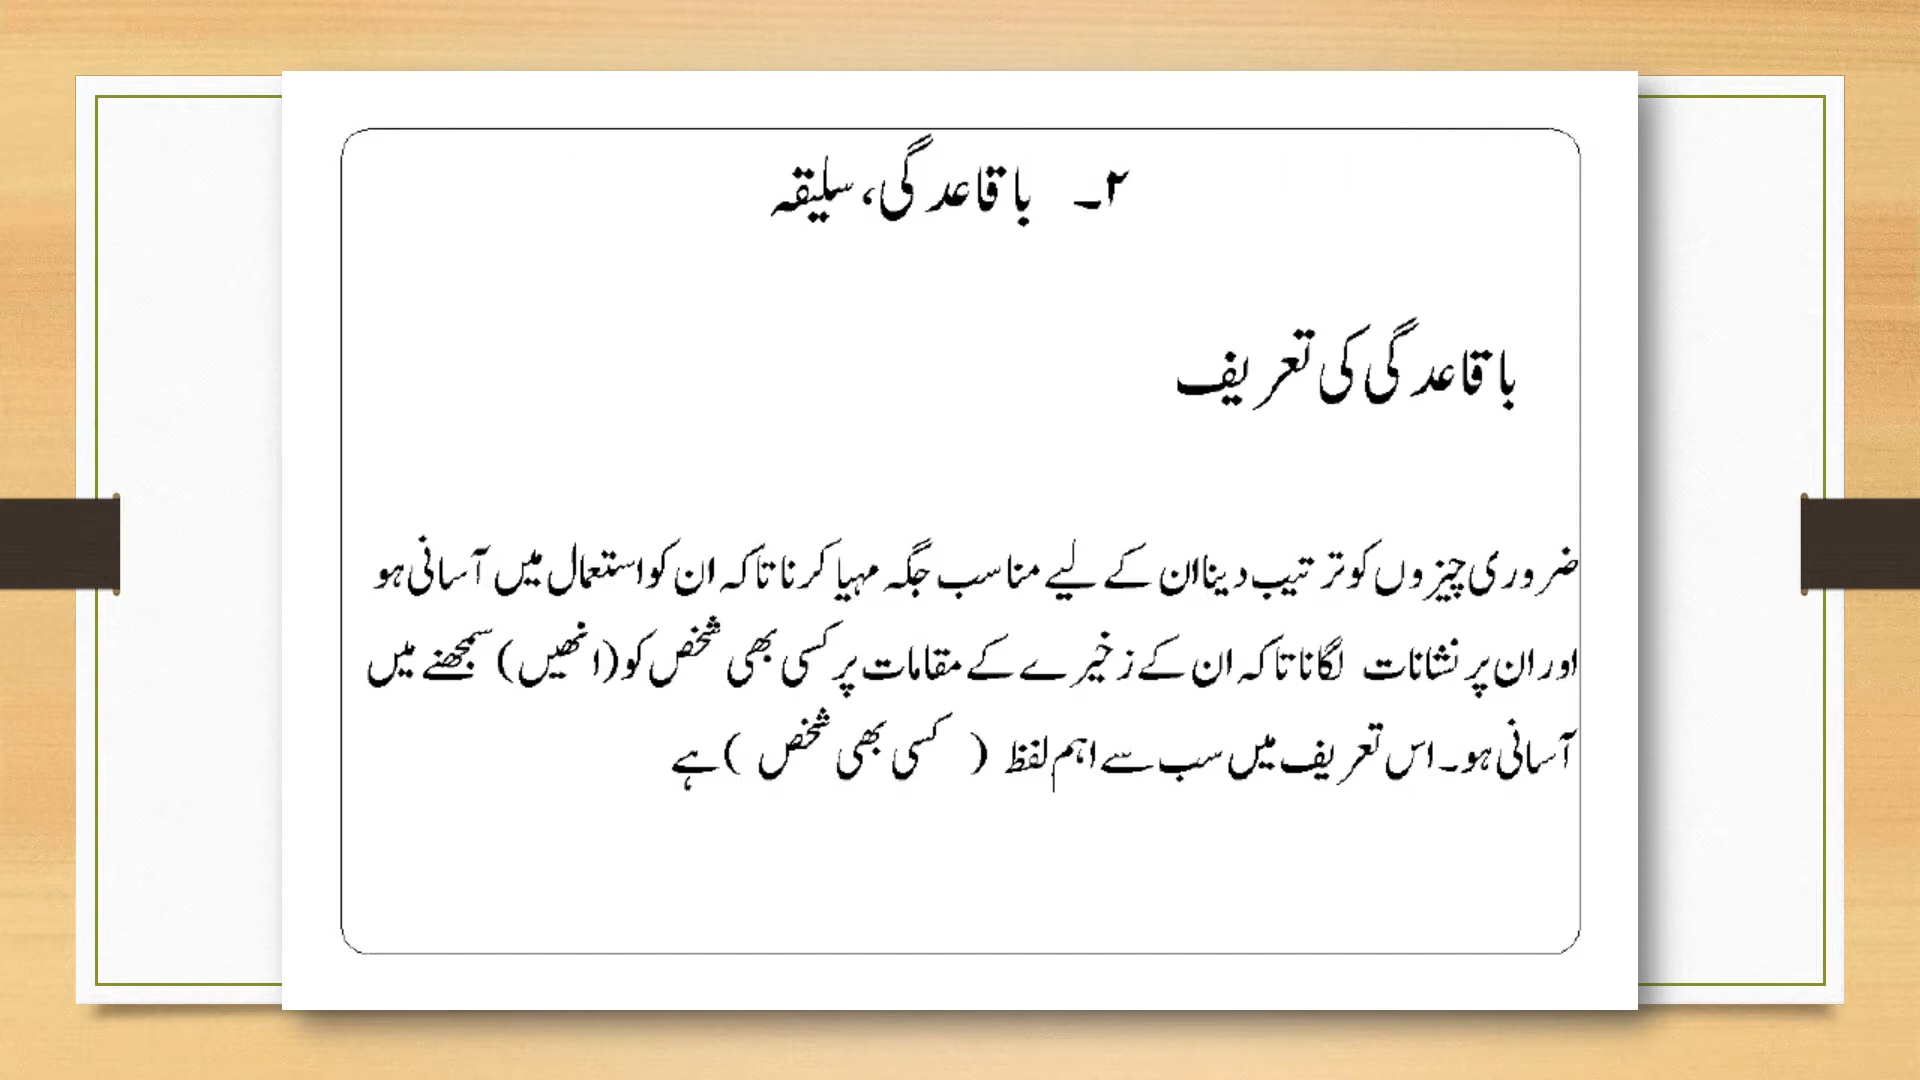 ۲۔ باقاعدگی، سلیقہ
باقاعدگی کی تعریف
ضروری چیزوں کو ترتیب دینا ان کے لیے مناسب جگہ مہیا کرنا تاکہ ان کو استعمال میں آسانی ہو
اور ان پر نشانات لگانا تاکہ ان کے ذخیرے کے مقامات پر کسی بھی شخص کو (انھیں) سمجھنے میں
آسانی ہو۔ اس تعریف میں سب سے اہم لفظ ( کسی بھی شخص ) ہے